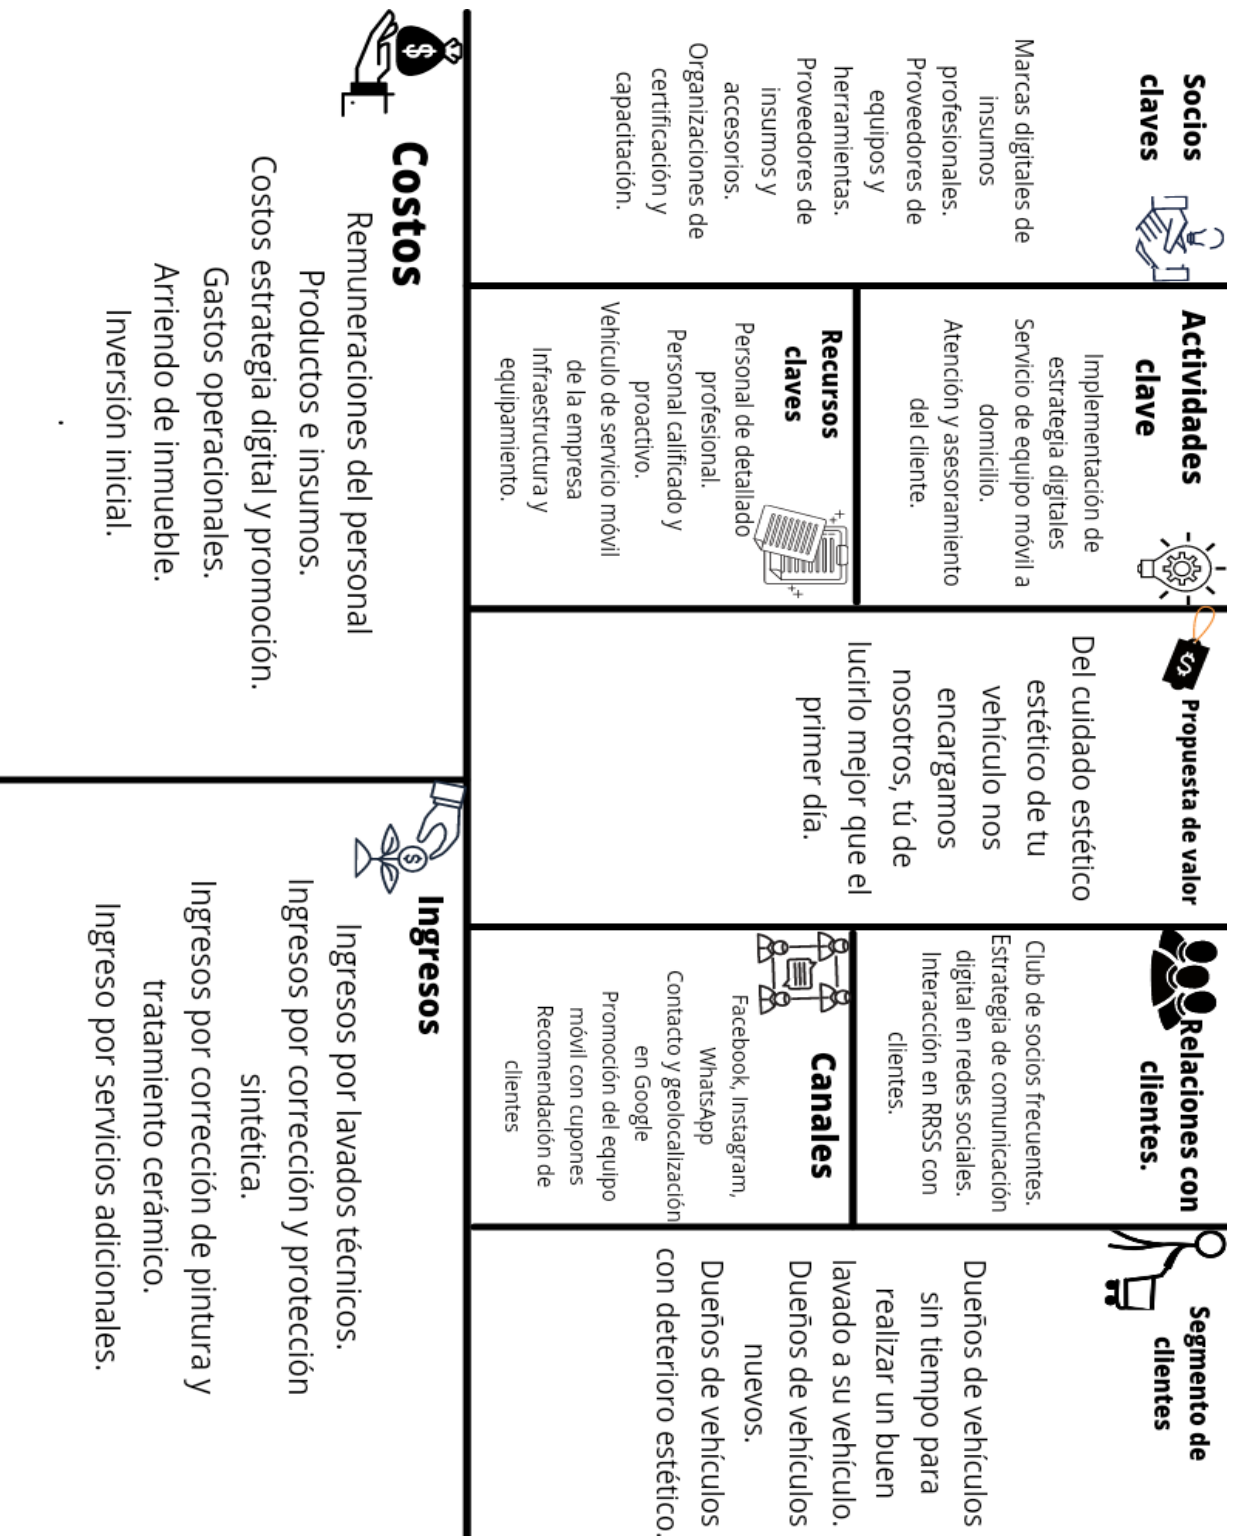 Socios
claves
Marcas digitales de
insumos
profesionales.
Proveedores de
equipos y
herramientas.
Proveedores de
insumos y
accesorios.
Organizaciones de
certificación y
capacitación.
Actividades
clave
Implementación de
estrategia digitales
Servicio de equipo móvil a
domicilio.
Atención y asesoramiento
del cliente.
Recursos
claves
Personal de detallado
profesional.
Personal calificado y
proactivo.
Vehículo de servicio móvil
de la empresa
Infraestructura y
equipamiento.
Propuesta de valor
Del cuidado estético
estético de tu
vehículo nos
encargamos
nosotros, tú de
lucirlo mejor que el
primer día.
Relaciones con
clientes.
Club de socios frecuentes.
Estrategia de comunicación
digital en redes sociales.
Interacción en RRSS con
clientes.
Canales
Facebook, Instagram,
WhatsApp
Contacto y geolocalización
en Google
Promoción del equipo
móvil con cupones
Recomendación de
clientes
Segmento de
clientes
Dueños de vehículos
sin tiempo para
realizar un buen
lavado a su vehículo.
Dueños de vehículos
nuevos.
Dueños de vehículos
con deterioro estético.
Costos
Remuneraciones del personal
Productos e insumos.
Costos estrategia digital y promoción.
Gastos operacionales.
Arriendo de inmueble.
Inversión inicial.
.
Ingresos
Ingresos por lavados técnicos.
Ingresos por corrección y protección
sintética.
Ingresos por corrección de pintura y
tratamiento cerámico.
Ingreso por servicios adicionales.